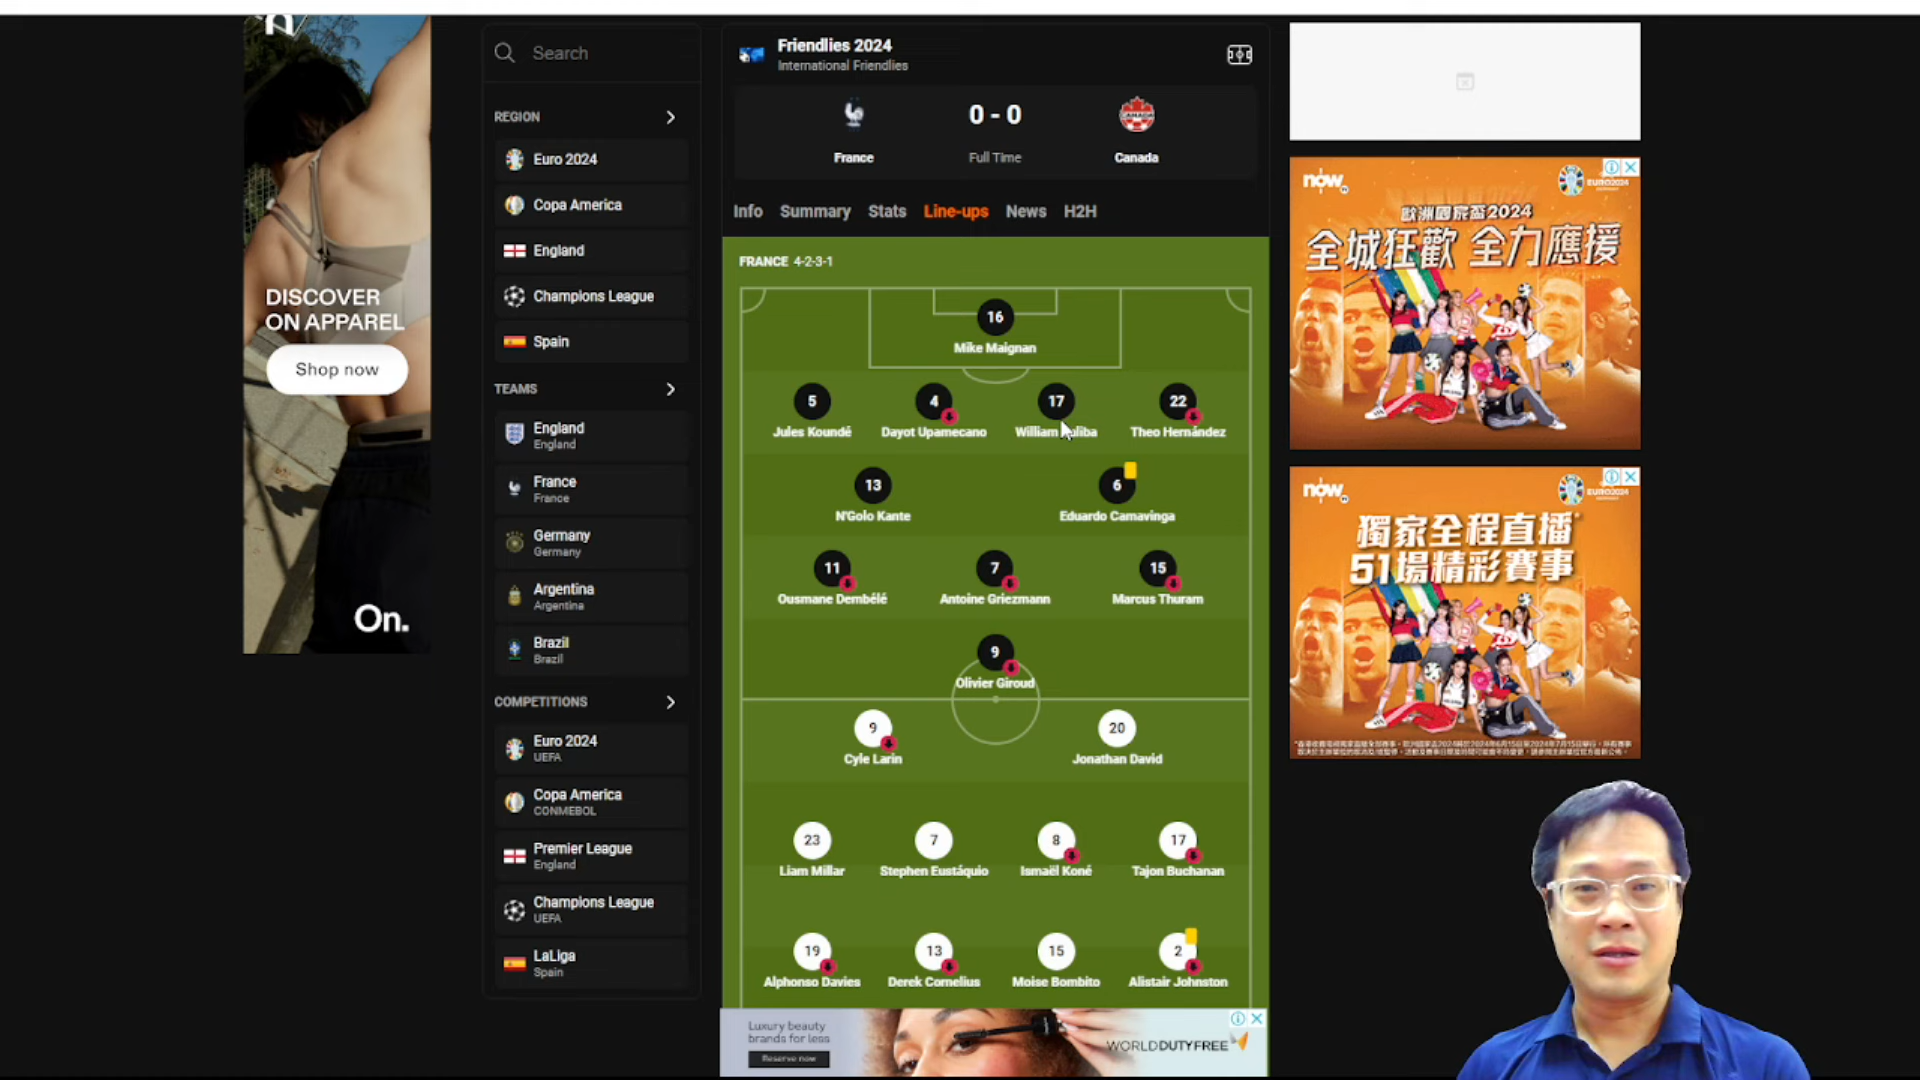 DISCOVER
ON APPAREL
Shop now
On.
Search
REGION
Euro 2024
Copa America
England
Champions League
Spain
TEAMS
England
England
France
France
Germany
Germany
Argentina
Argentina
Brazil
Brazil
COMPETITIONS
Euro 2024
UEFA
Copa America
CONMEBOL
Premier League
England
Champions League
UEFA
LaLiga
Spain
Friendlies 2024
International Friendlies
0 - 0
France Full Time Canada
Info Summary Stats Line-ups News H2H
FRANCE 4-2-3-1
16
Mike Maignan
5 4 17 22
Jules Koundé Dayot Upamecano William Saliba Theo Hernández
13 6
N'Golo Kante Eduardo Camavinga
11 7 15
Ousmane Dembélé Antoine Griezmann Marcus Thuram
9
Olivier Giroud
9 20
Cyle Larin Jonathan David
23 7 8 17
Liam Millar Stephen Eustáquio Ismaël Koné Tajon Buchanan
19 13 15 2
Alphonso Davies Derek Cornelius Moise Bombito Alistair Johnston
Luxury beauty
brands for less
Reserve now
WORLDDUTYFREE
now
EURO2024
歐洲國家盃2024
全城狂歡 全力應援
now
EURO2024
獨家全程直播*
51場精彩賽事